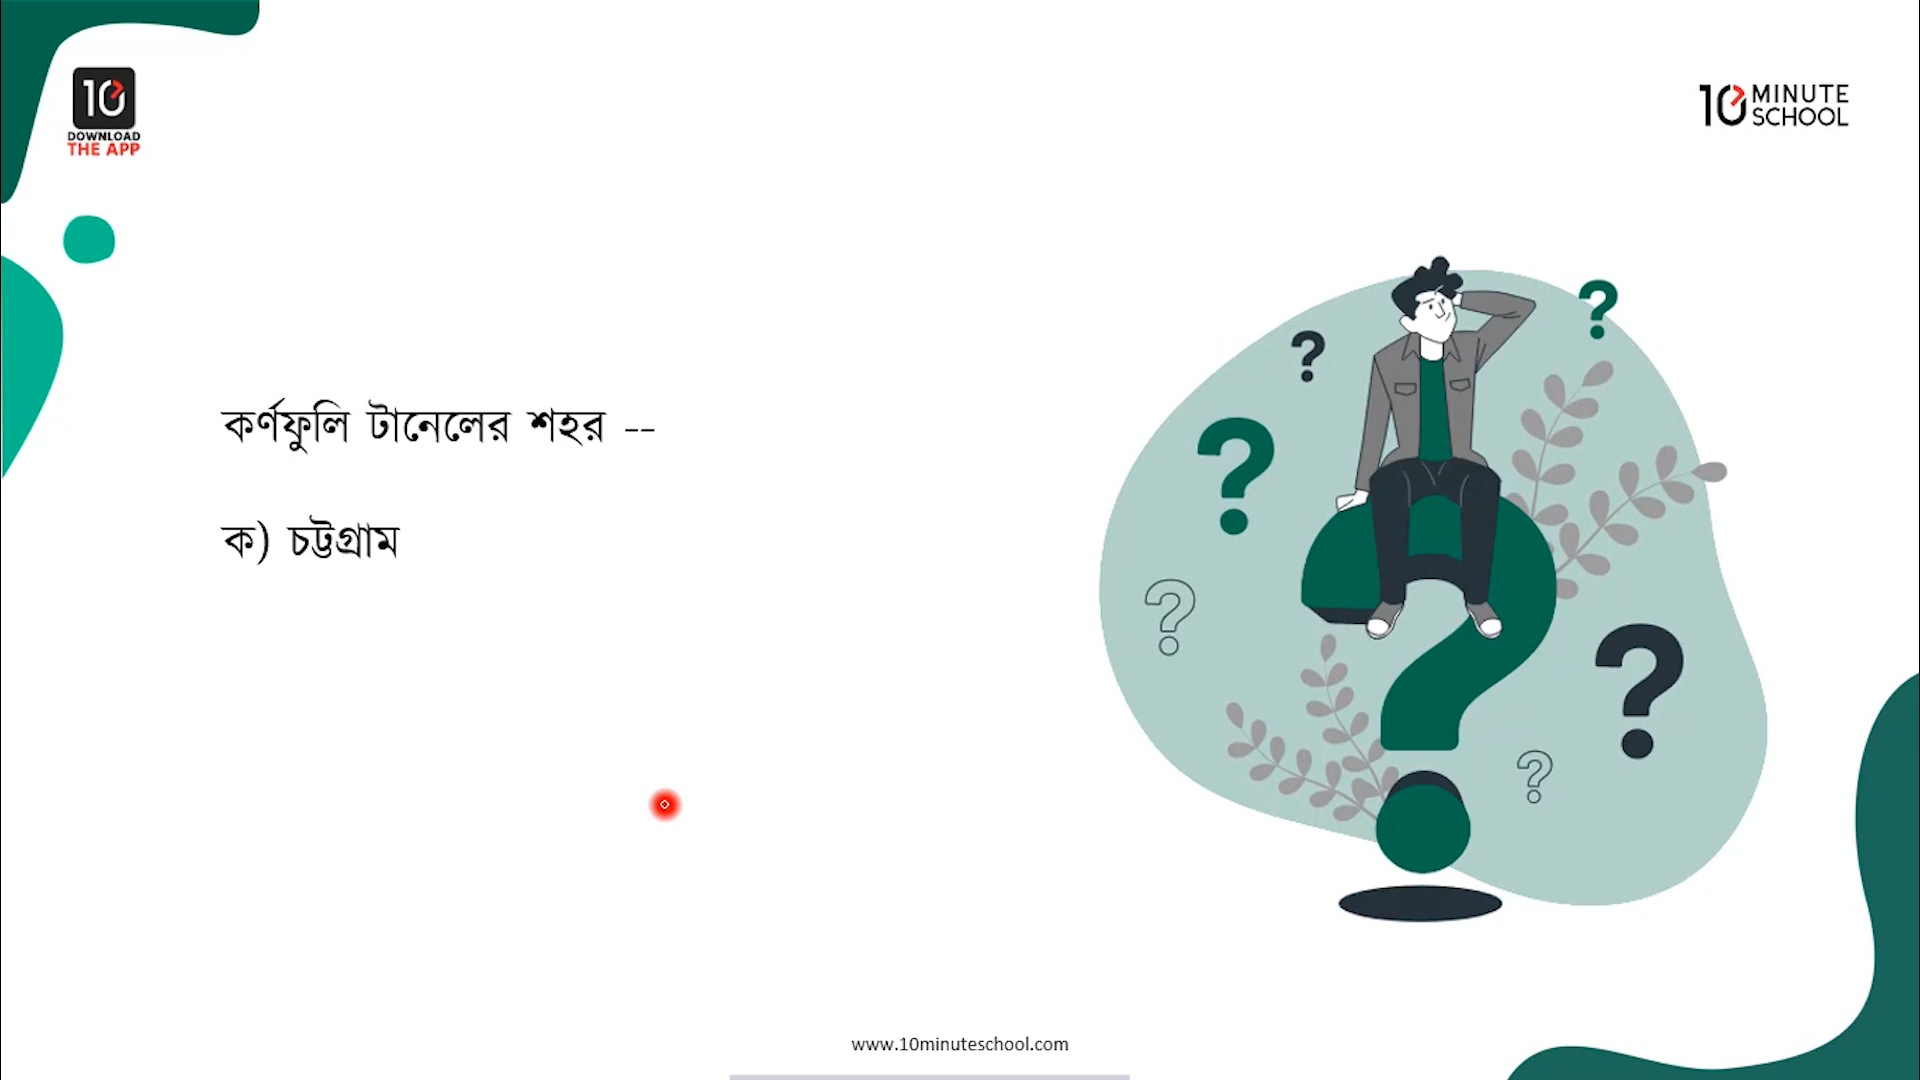 10
DOWNLOAD
THE APP
10 MINUTE
SCHOOL
কর্ণফুলি টানেলের শহর --
ক) চট্টগ্রাম
www.10minuteschool.com